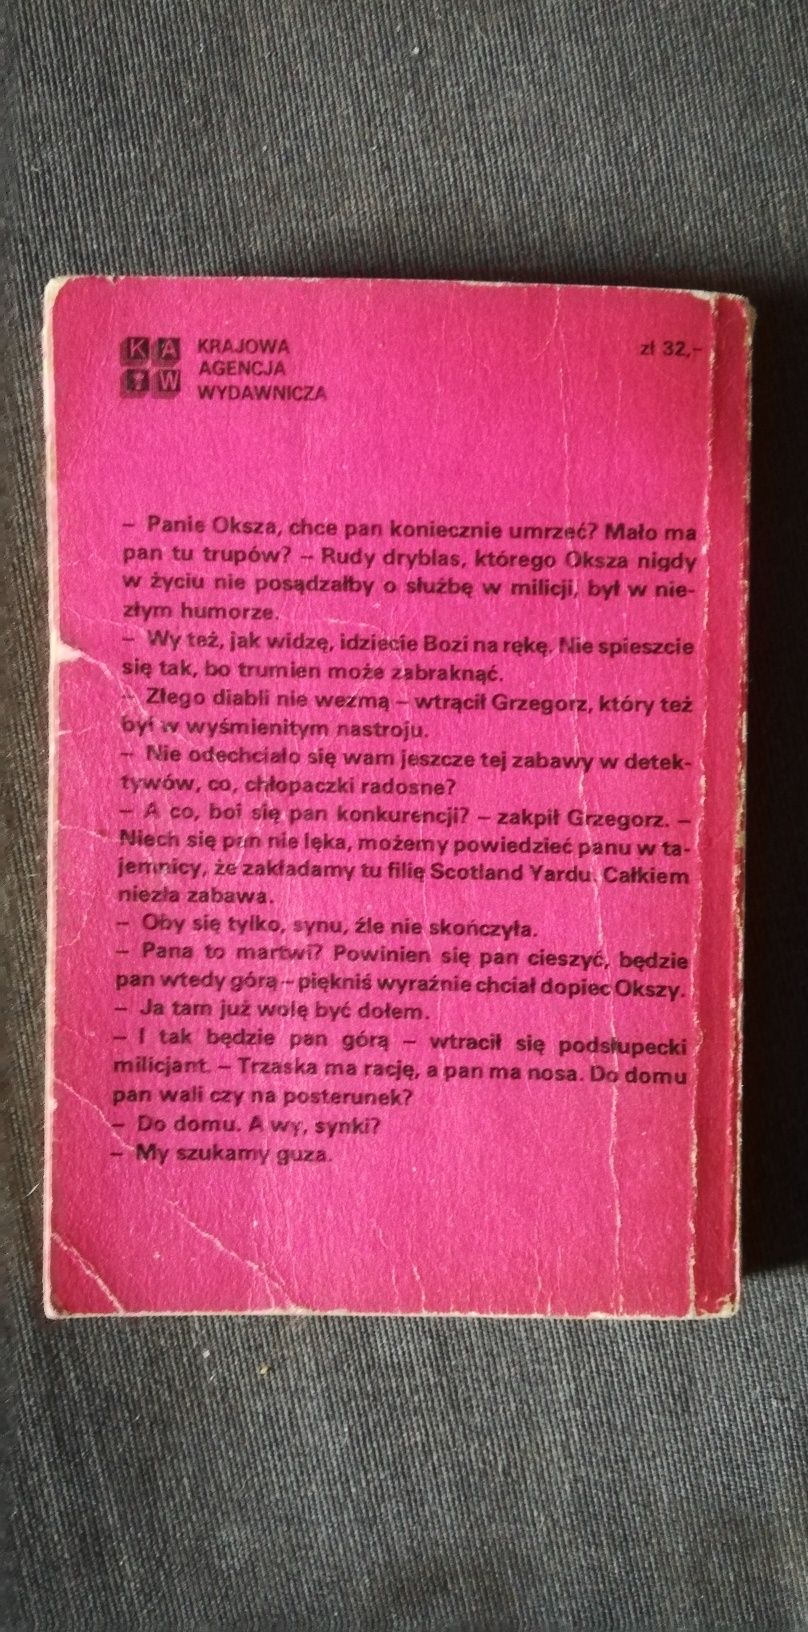 K A
W
KRAJOWA
AGENCJA
WYDAWNICZA
zł 32,-
– Panie Oksza, chce pan koniecznie umrzeć? Mało ma
pan tu trupów? – Rudy dryblas, którego Oksza nigdy
w życiu nie posądzałby o służbę w milicji, był w nie-
złym humorze.
– Wy też, jak widzę, idziecie Bozi na rękę. Nie spieszcie
się tak, bo trumien może zabraknąć.
– Złego diabli nie wezmą – wtrącił Grzegorz, który też
był w wyśmienitym nastroju.
– Nie odechciało się wam jeszcze tej zabawy w detek-
tywów, co, chłopaczki radosne?
– A co, boi się pan konkurencji? – zakpił Grzegorz. –
Niech się pan nie lęka, możemy powiedzieć panu w ta-
jemnicy, że zakładamy tu filię Scotland Yardu. Całkiem
niezła zabawa.
– Oby się tylko, synu, źle nie skończyła.
– Pana to martwi? Powinien się pan cieszyć, będzie
pan wtedy górą – piękniś wyraźnie chciał dopiec Okszy.
– Ja tam już wolę być dołem.
– I tak będzie pan górą – wtracił się podsłupecki
milicjant. – Trzaska ma rację, a pan ma nosa. Do domu
pan wali czy na posterunek?
– Do domu. A wy, synki?
– My szukamy guza.